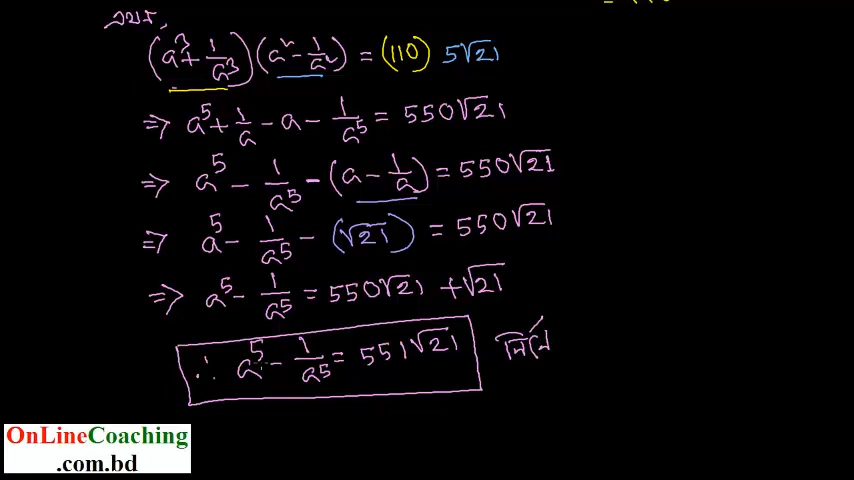 এখন,
(a³ + 1/a³)(a² - 1/a²) = (110) 5√21
⇒ a⁵ + 1/a - a - 1/a⁵ = 550√21
⇒ a⁵ - 1/a⁵ - (a - 1/a) = 550√21
⇒ a⁵ - 1/a⁵ - (√21) = 550√21
⇒ a⁵ - 1/a⁵ = 550√21 + √21
∴ a⁵ - 1/a⁵ = 551√21
OnLineCoaching
.com.bd